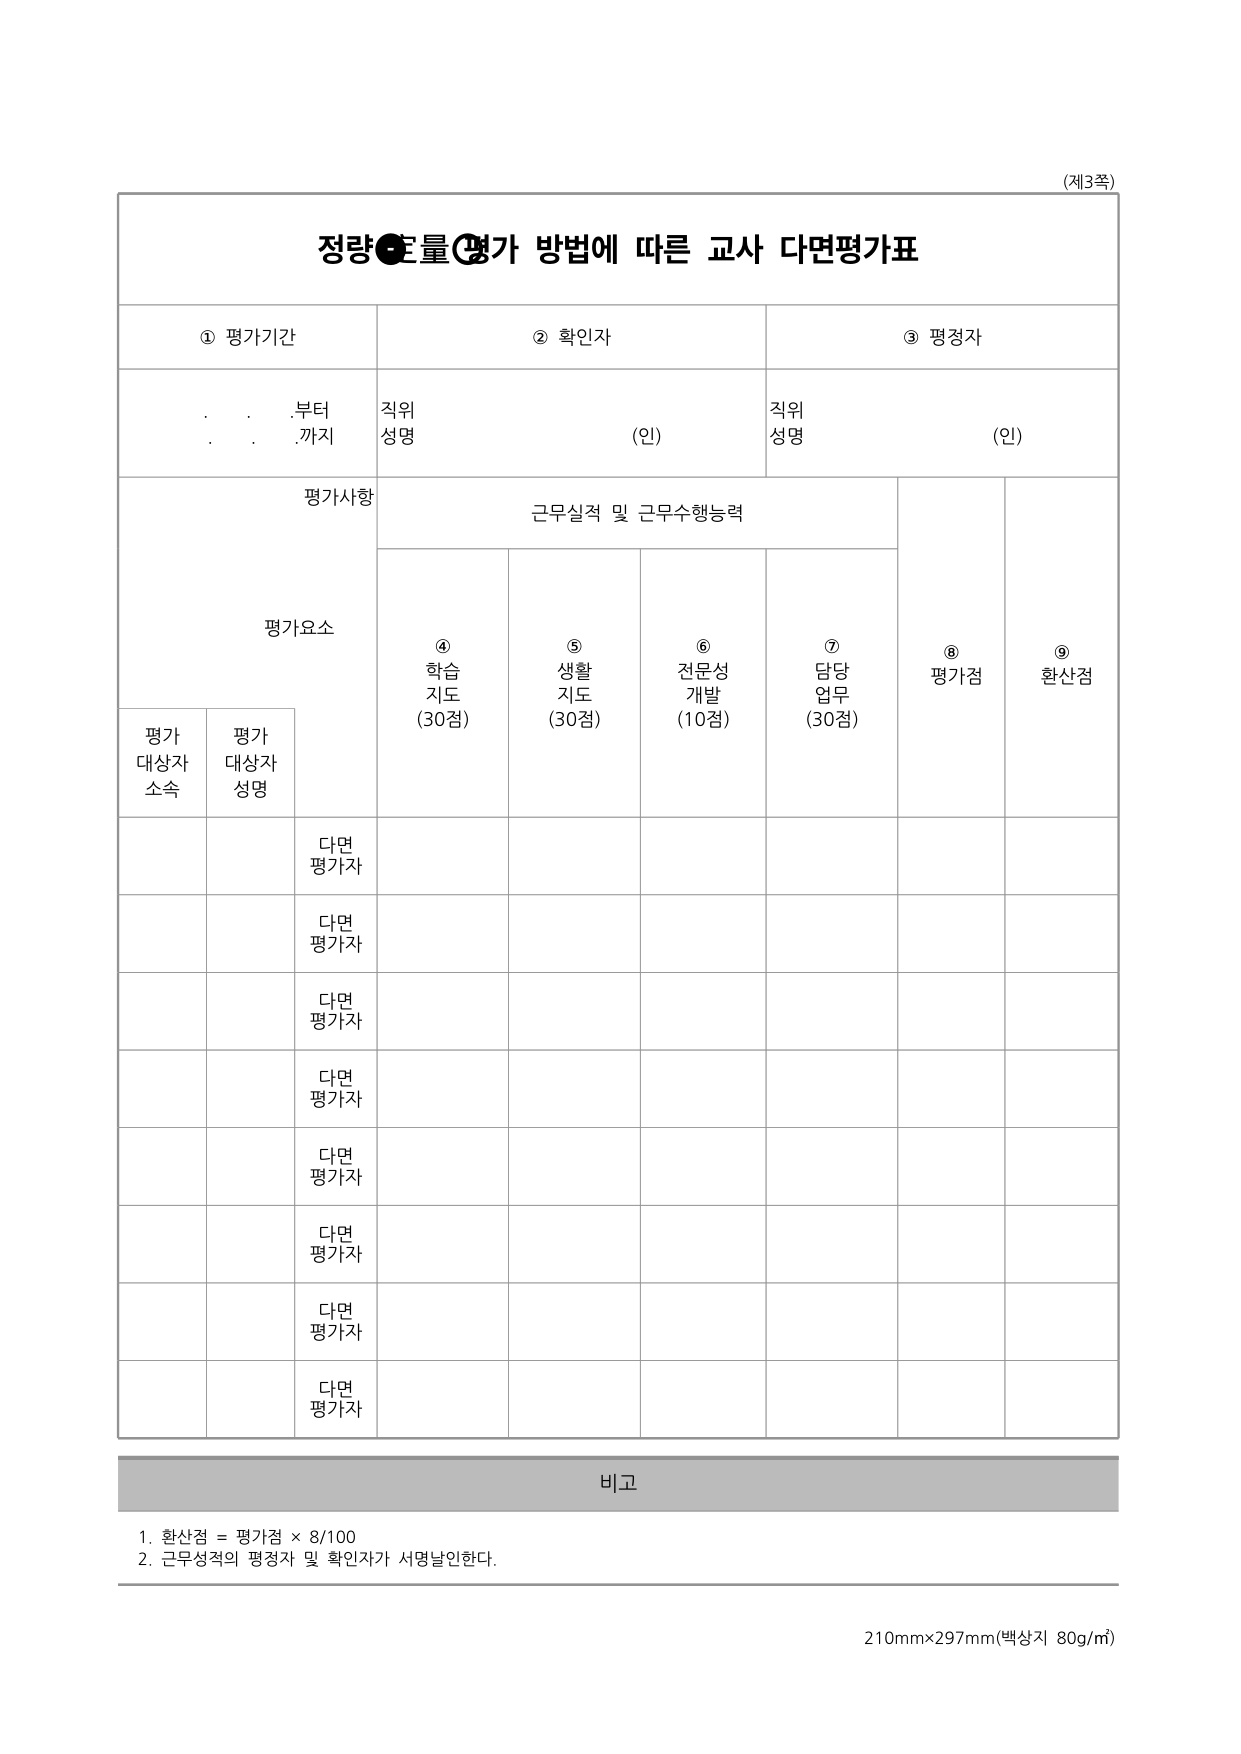 (제3쪽)
정량定量평가 방법에 따른 교사 다면평가표
① 평가기간 ② 확인자 ③ 평정자
. . .부터
. . .까지
직위
성명 (인)
직위
성명 (인)
평가사항
평가요소
평가
대상자
소속
평가
대상자
성명
근무실적 및 근무수행능력
④
학습
지도
(30점)
⑤
생활
지도
(30점)
⑥
전문성
개발
(10점)
⑦
담당
업무
(30점)
⑧
평가점
⑨
환산점
다면
평가자
다면
평가자
다면
평가자
다면
평가자
다면
평가자
다면
평가자
다면
평가자
다면
평가자
비고
1. 환산점 = 평가점 × 8/100
2. 근무성적의 평정자 및 확인자가 서명날인한다.
210mm×297mm(백상지 80g/㎡)